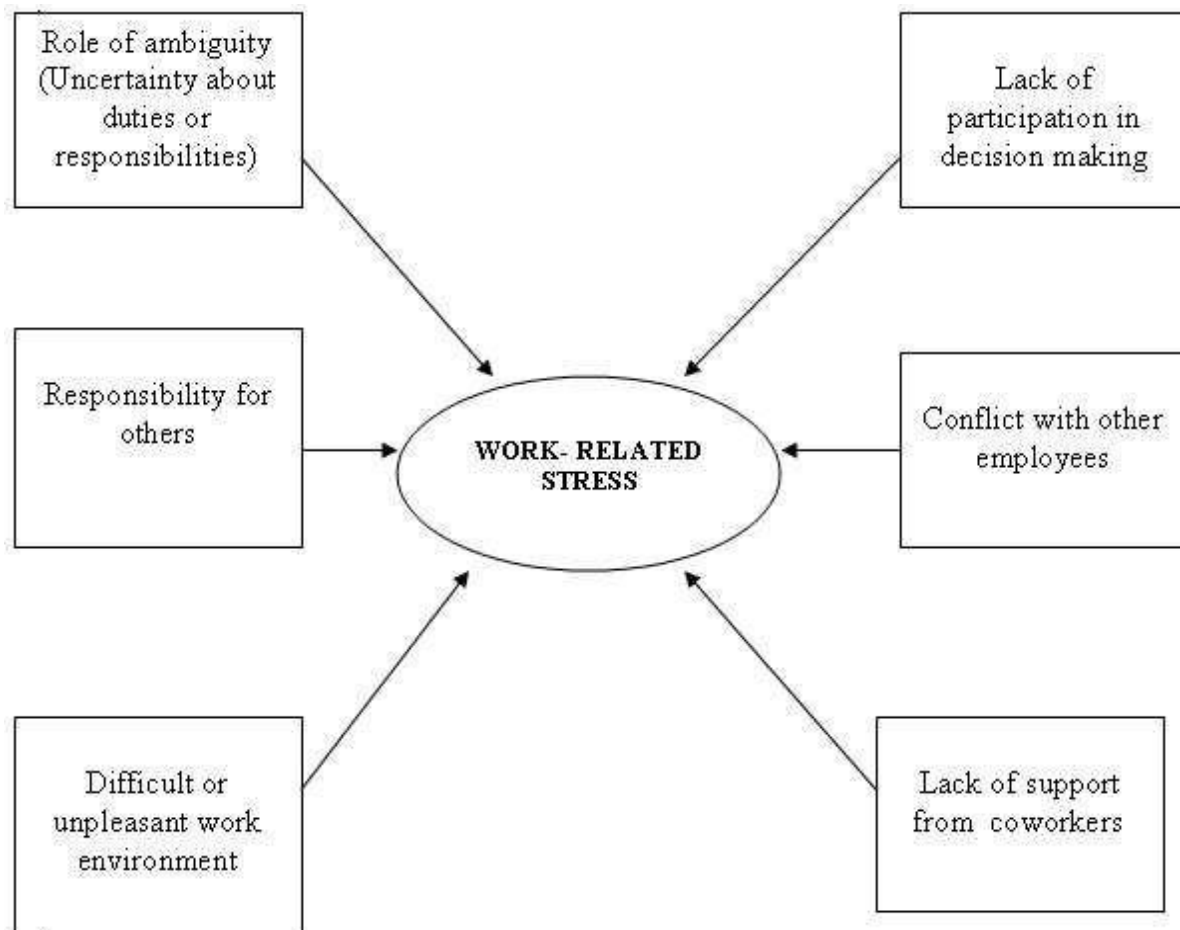 Role of ambiguity
(Uncertainty about
duties or
responsibilities)
Lack of
participation in
decision making
Responsibility for
others
WORK- RELATED
STRESS
Conflict with other
employees
Difficult or
unpleasant work
environment
Lack of support
from coworkers